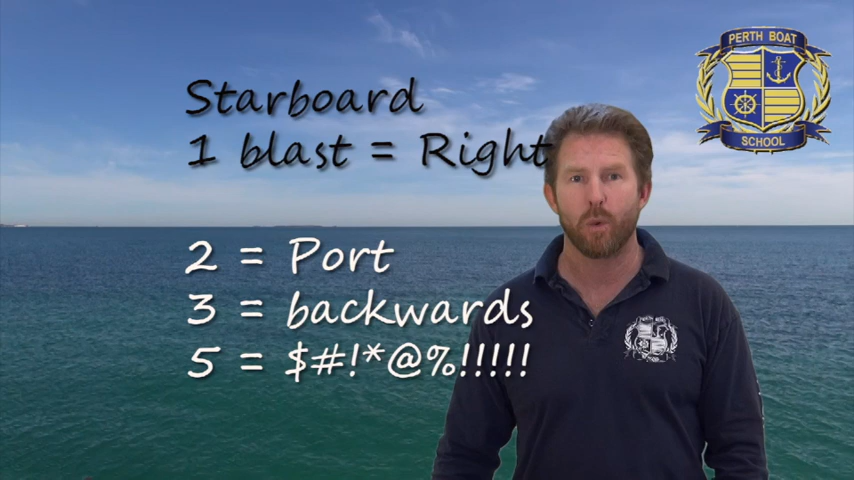 PERTH BOAT
SCHOOL
Starboard
1 blast = Right
2 = Port
3 = backwards
5 = $#!*@%!!!!!